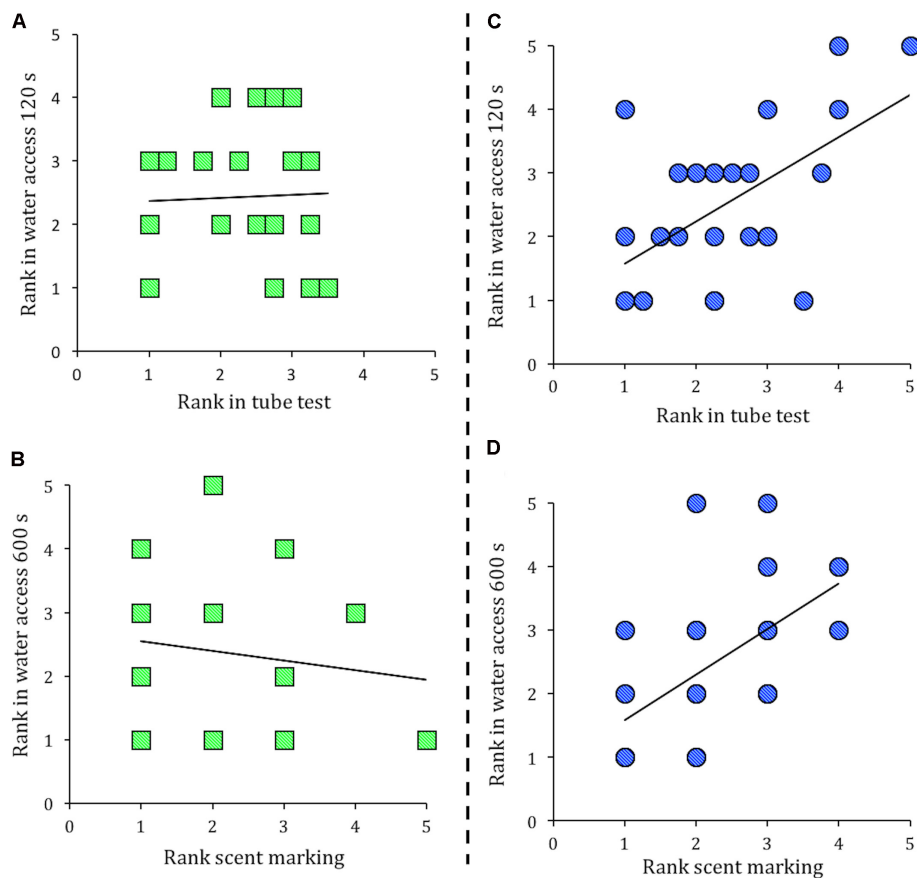 A
5
4
3
2
1
0
0 1 2 3 4 5
Rank in water access 120 s
Rank in tube test
B
5
4
3
2
1
0
0 1 2 3 4 5
Rank in water access 600 s
Rank scent marking
C
5
4
3
2
1
0
0 1 2 3 4 5
Rank in water access 120 s
Rank in tube test
D
5
4
3
2
1
0
0 1 2 3 4 5
Rank in water access 600 s
Rank scent marking